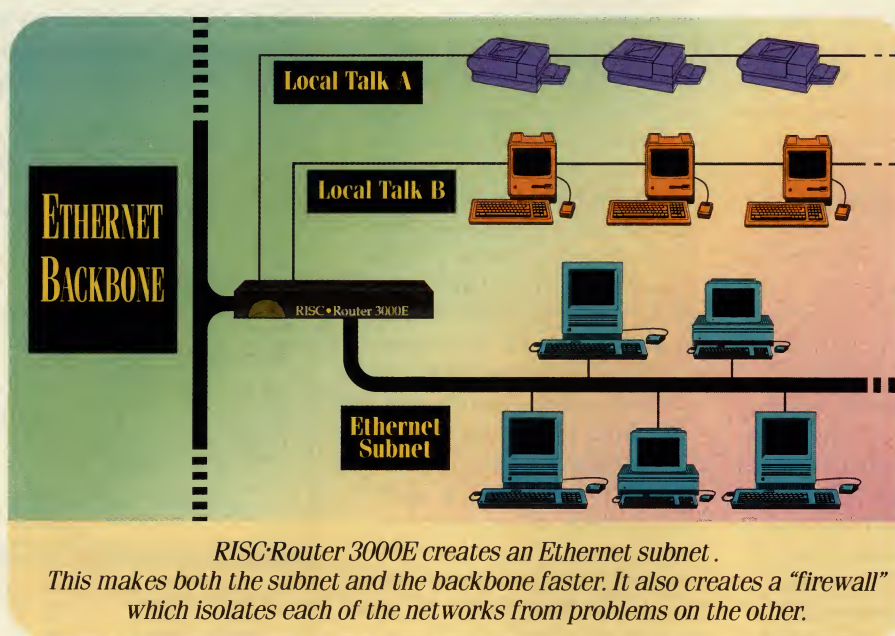 Local Talk A
Local Talk B
ETHERNET
BACKBONE
RISC•Router 3000E
Ethernet
Subnet
RISC•Router 3000E creates an Ethernet subnet.
This makes both the subnet and the backbone faster. It also creates a “firewall”
which isolates each of the networks from problems on the other.